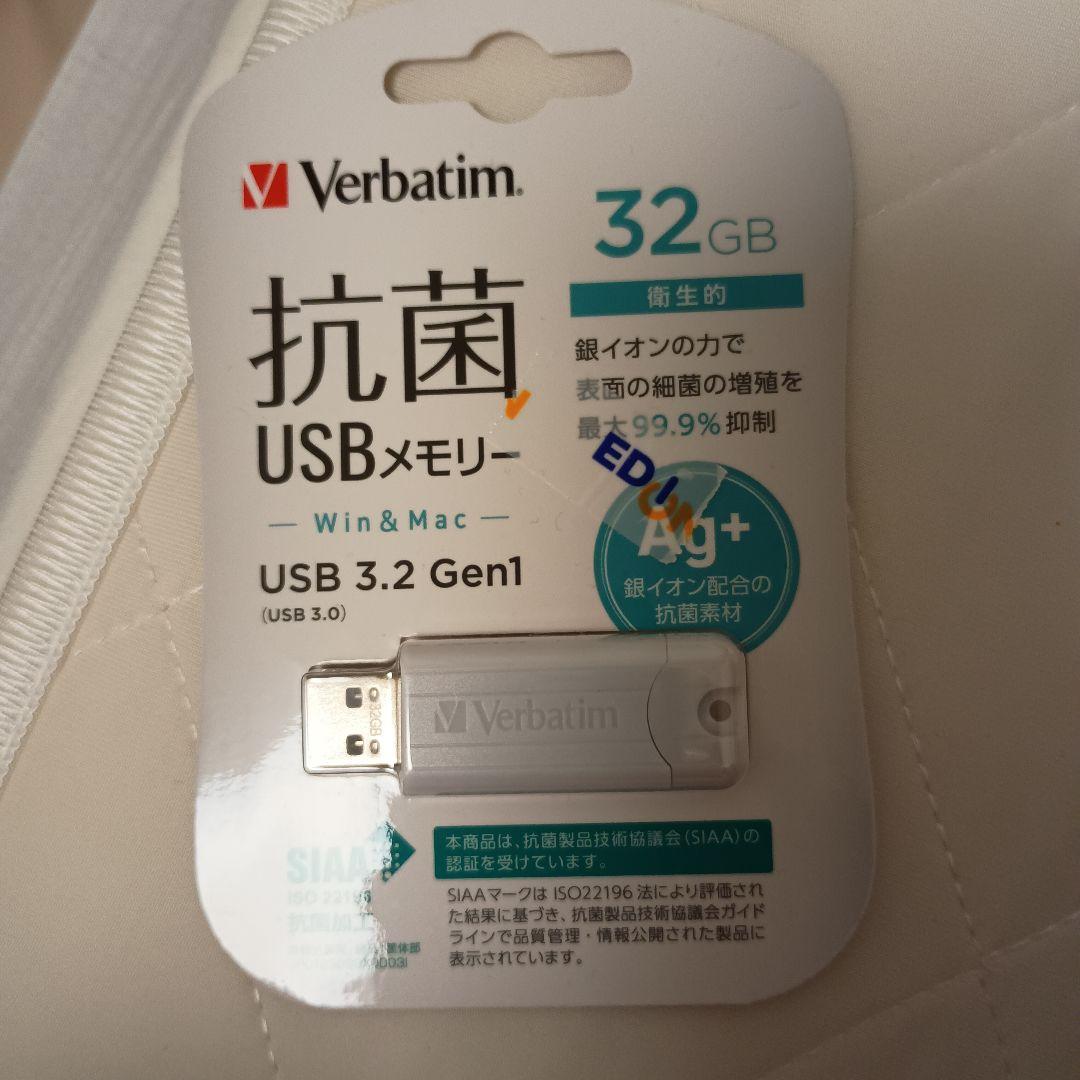 Verbatim.
32GB
衛生的
抗菌
USBメモリー
Win & Mac
USB 3.2 Gen1
(USB 3.0)
銀イオンの力で
表面の細菌の増殖を
最大99.9%抑制
EDION
Ag+
銀イオン配合の
抗菌素材
32GB
Verbatim
本商品は、抗菌製品技術協議会(SIAA)の
認証を受けています。
SIAAマークは ISO22196 法により評価され
た結果に基づき、抗菌製品技術協議会ガイド
ラインで品質管理・情報公開された製品に
表示されています。
SIAA
ISO 22196
抗菌加工